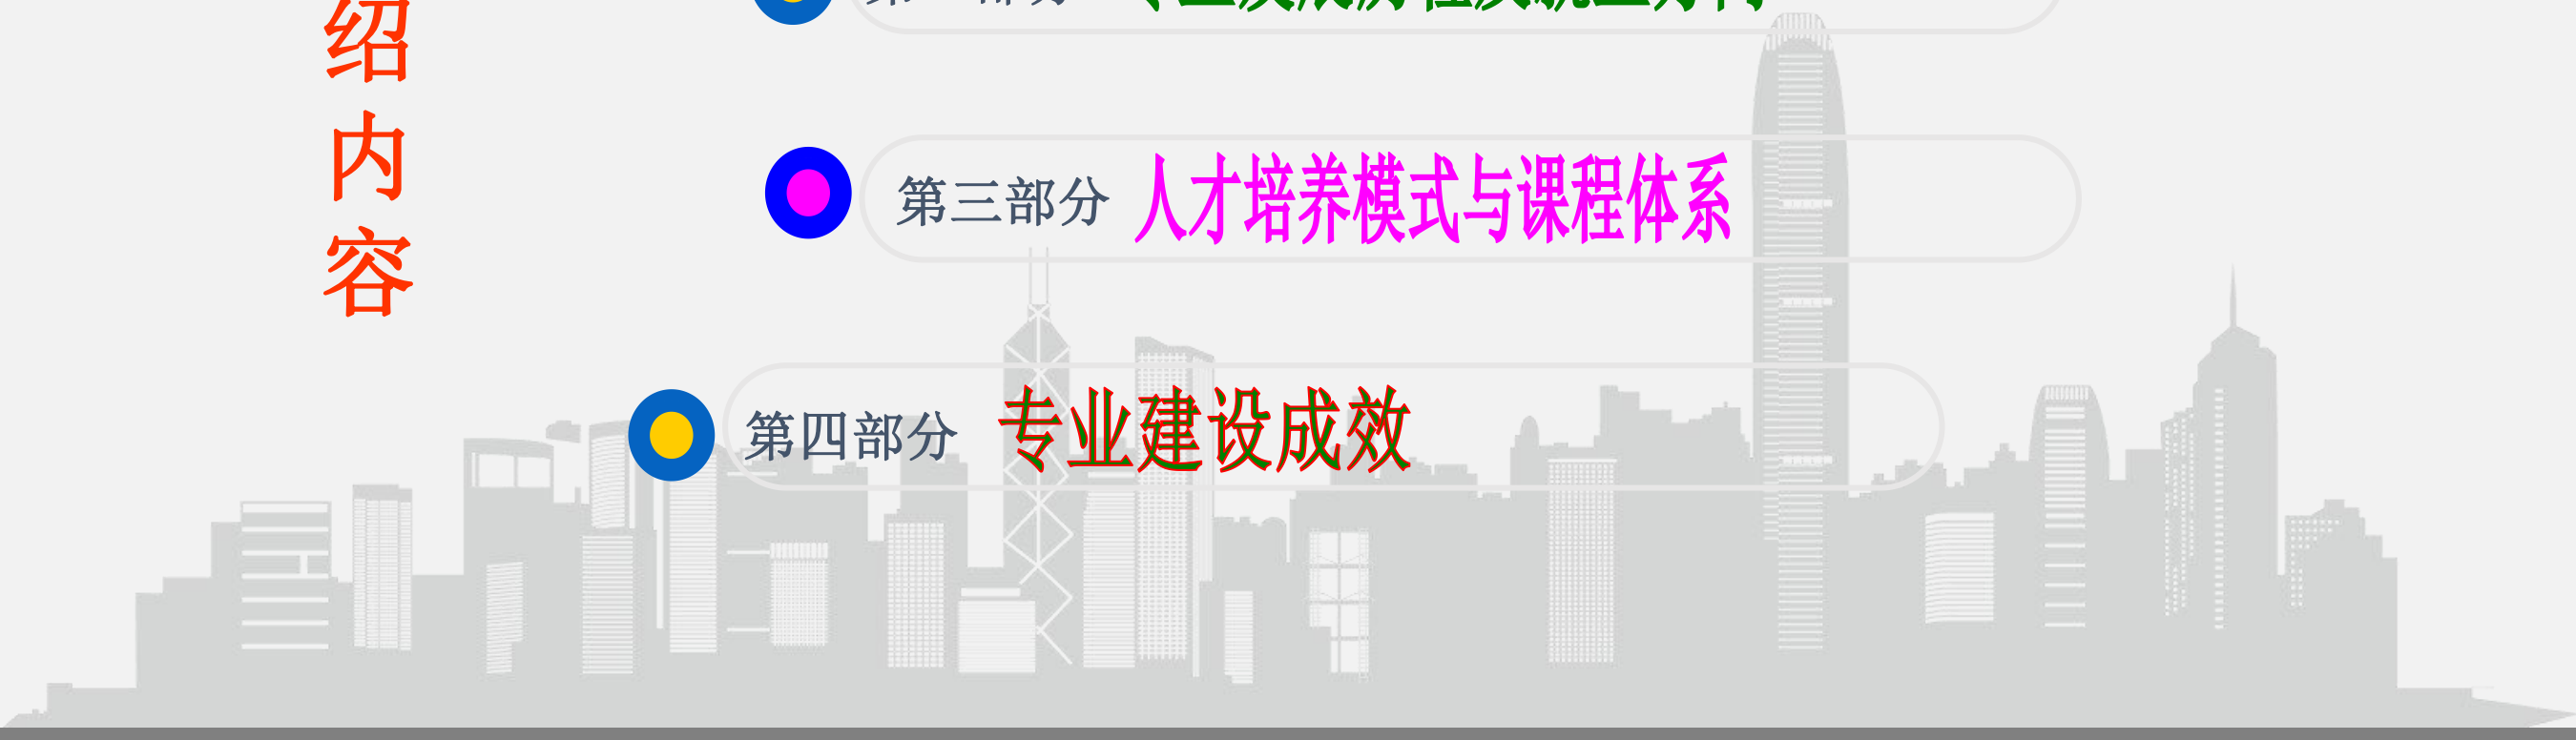 绍内容
第三部分 人才培养模式与课程体系
第四部分 专业建设成效